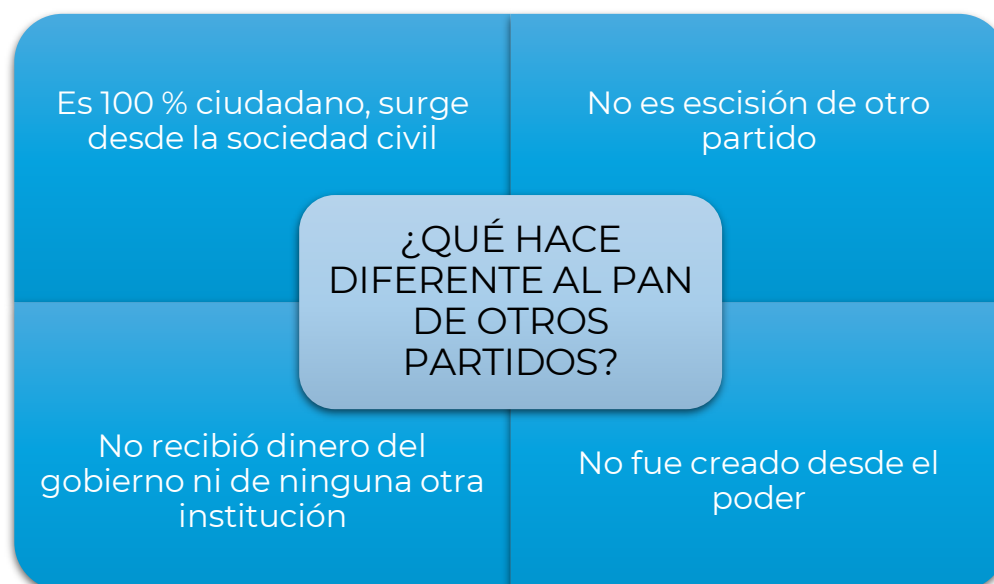 Es 100 % ciudadano, surge
desde la sociedad civil
No es escisión de otro
partido
¿QUÉ HACE
DIFERENTE AL PAN
DE OTROS
PARTIDOS?
No recibió dinero del
gobierno ni de ninguna otra
institución
No fue creado desde el
poder